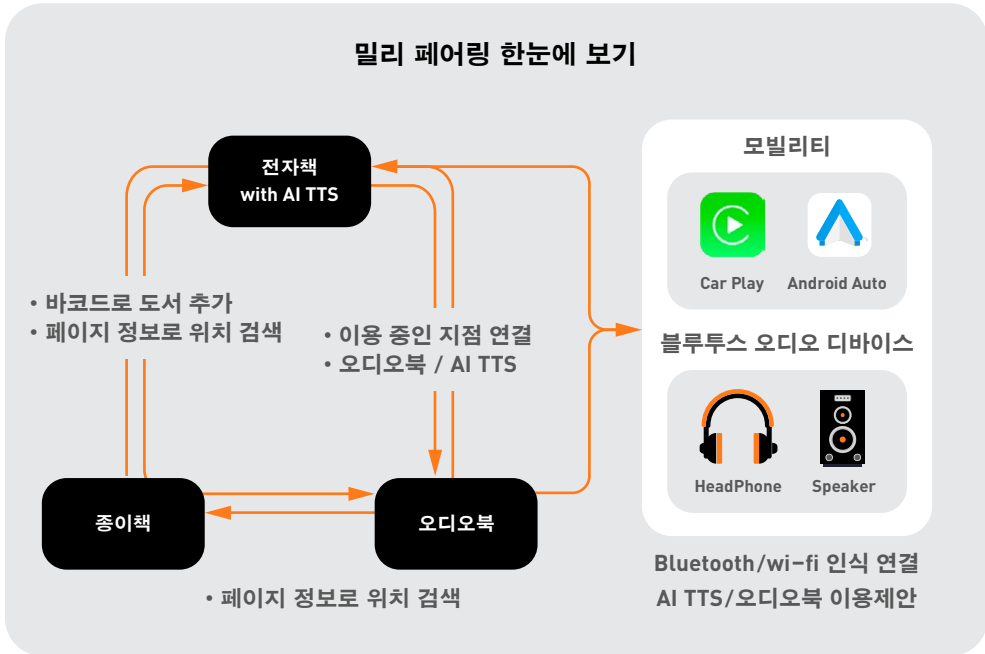 밀리 페어링 한눈에 보기
전자책
with AI TTS
• 바코드로 도서 추가
• 페이지 정보로 위치 검색
• 이용 중인 지점 연결
• 오디오북 / AI TTS
종이책
오디오북
• 페이지 정보로 위치 검색
모빌리티
Car Play
Android Auto
블루투스 오디오 디바이스
HeadPhone
Speaker
Bluetooth/wi-fi 인식 연결
AI TTS/오디오북 이용제안